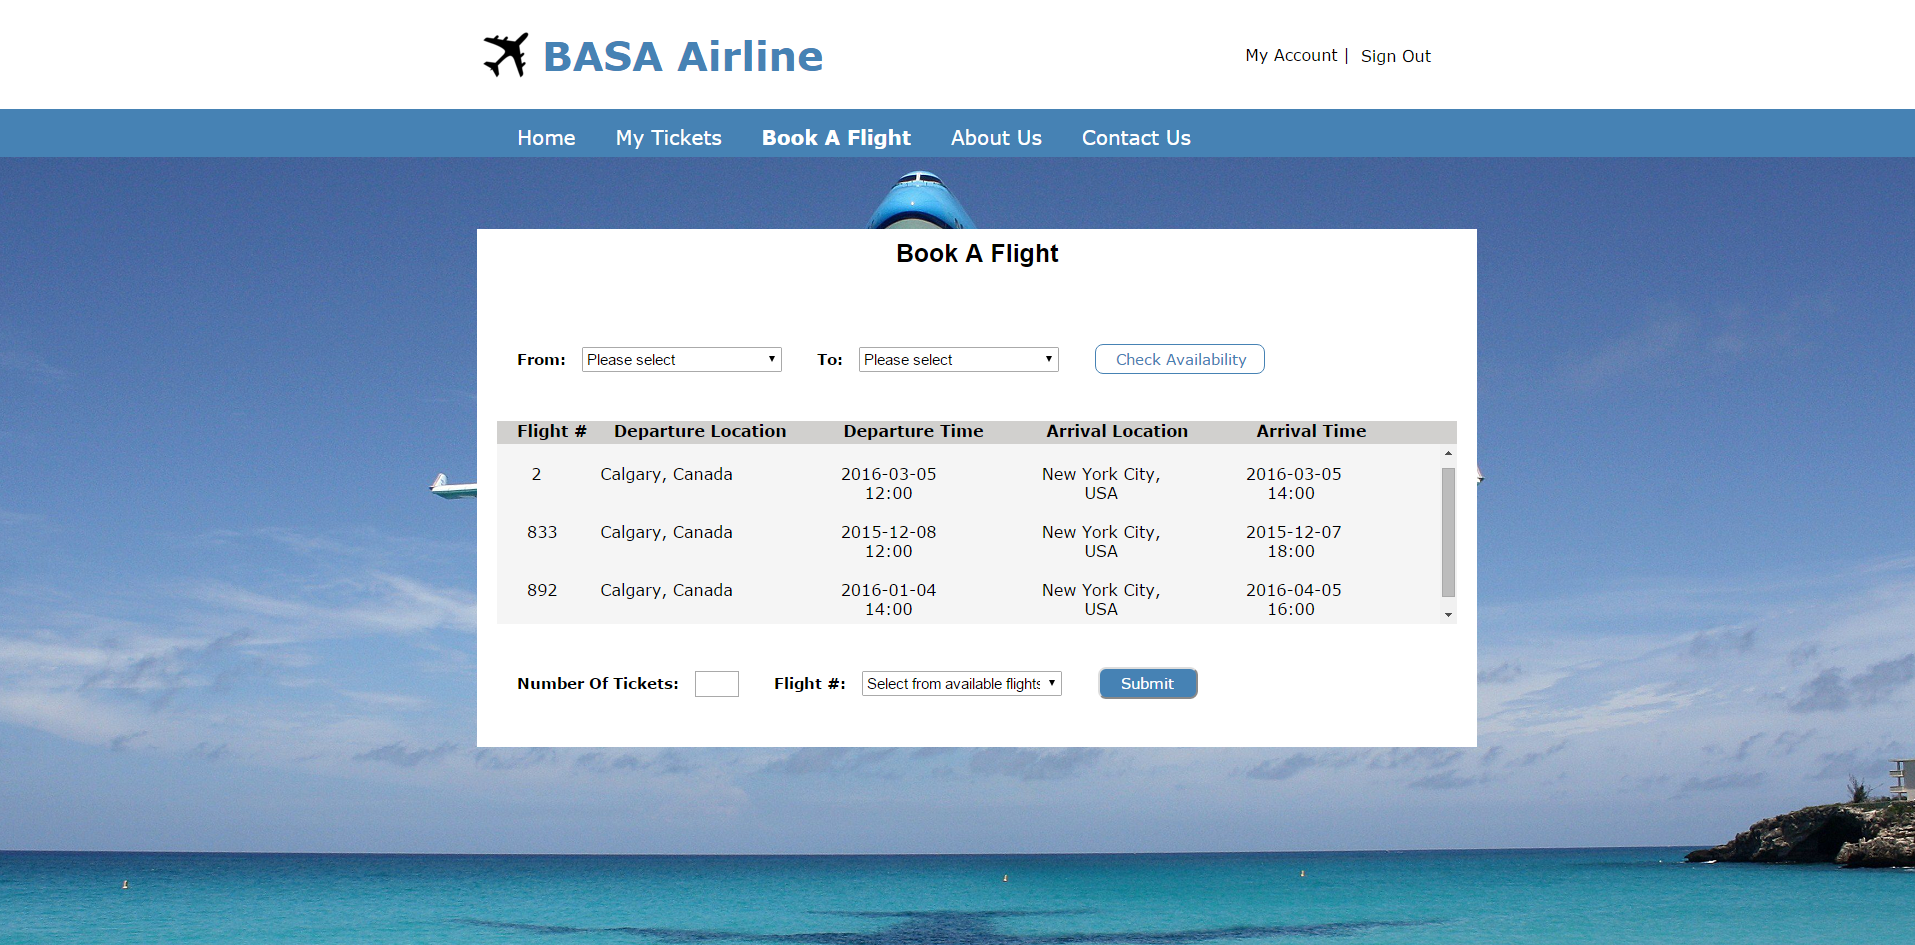 BASA Airline
My Account | Sign Out
Home My Tickets Book A Flight About Us Contact Us
Book A Flight
From: Please select To: Please select Check Availability
Flight # Departure Location Departure Time Arrival Location Arrival Time
2 Calgary, Canada 2016-03-05 New York City, 2016-03-05
12:00 USA 14:00
833 Calgary, Canada 2015-12-08 New York City, 2015-12-07
12:00 USA 18:00
892 Calgary, Canada 2016-01-04 New York City, 2016-04-05
14:00 USA 16:00
Number Of Tickets: Flight #: Select from available flights Submit